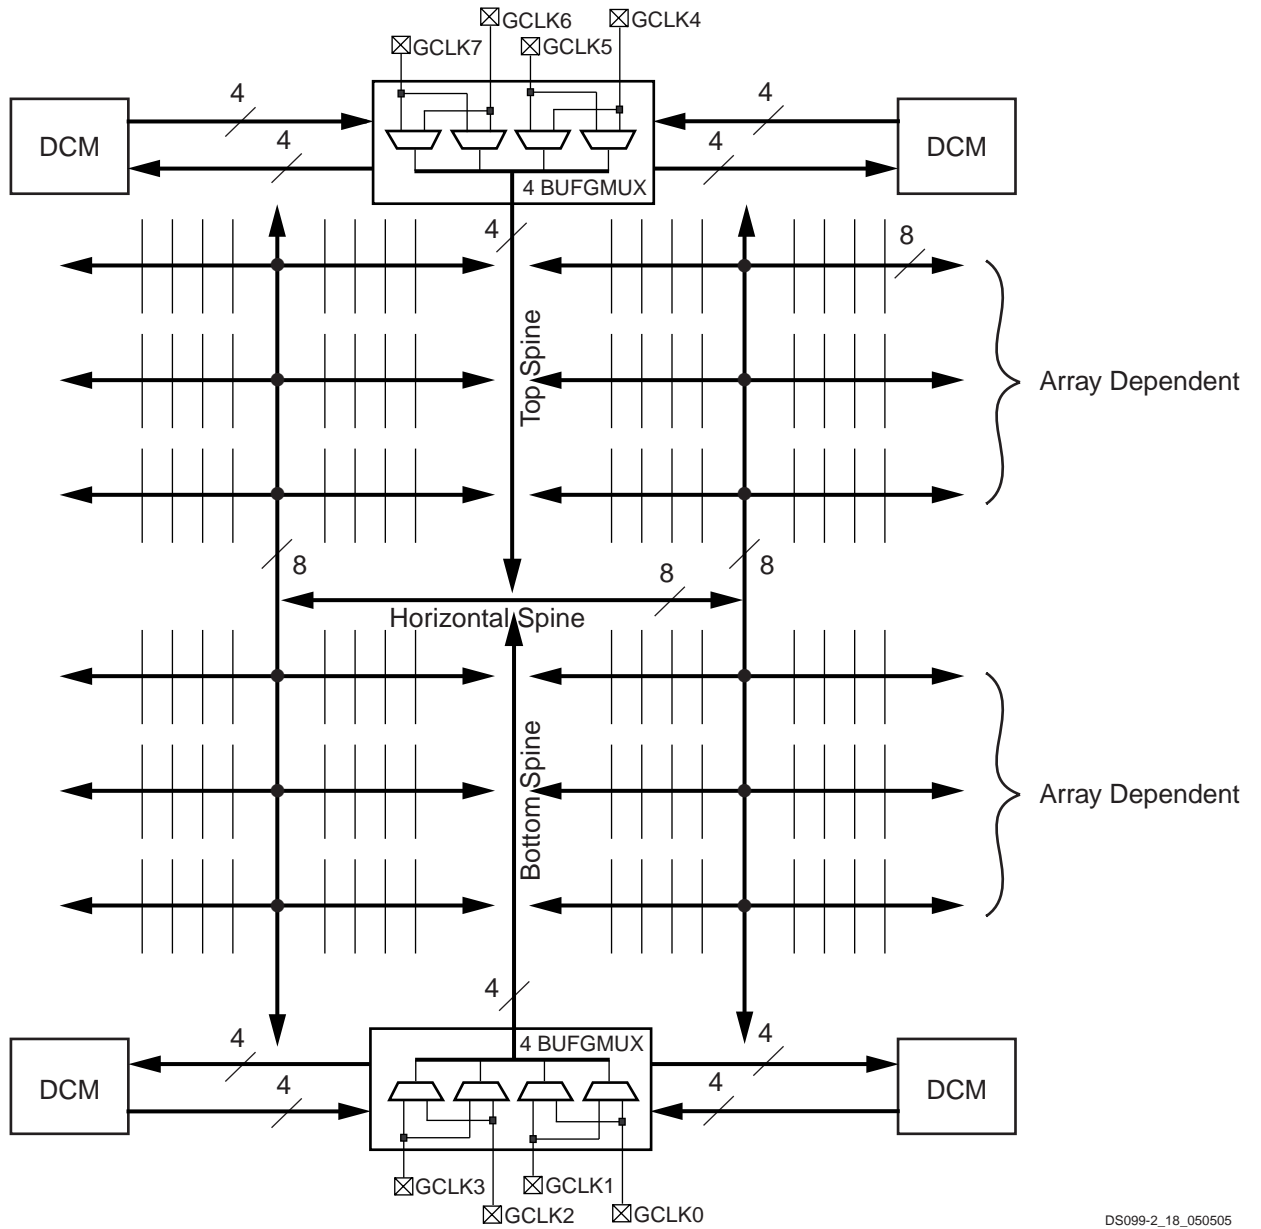 GCLK6
GCLK4
GCLK7
GCLK5
4
4
DCM
DCM
4
4
4 BUFGMUX
4
8
Top Spine
Array Dependent
8
8
8
Horizontal Spine
Bottom Spine
Array Dependent
4
4
4 BUFGMUX
4
DCM
DCM
4
4
GCLK3
GCLK1
GCLK2
GCLK0
DS099-2_18_050505